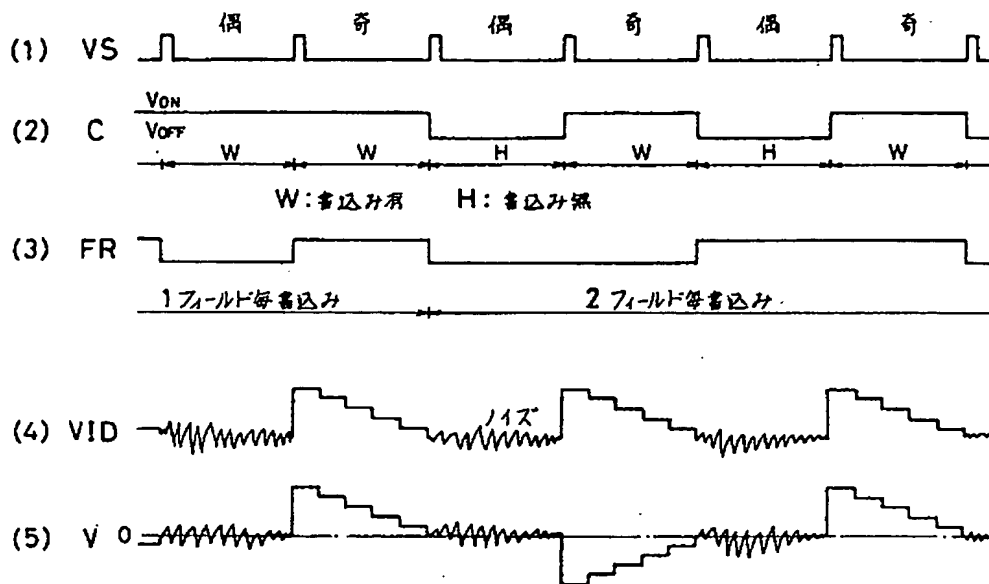 偶 奇 偶 奇 偶 奇
(1) VS
VON
(2) C
VOFF
W W H W H W
W:書込み有 H:書込み無
(3) FR
1フィールド毎書込み 2フィールド毎書込み
ノイズ
(4) VID
(5) V 0